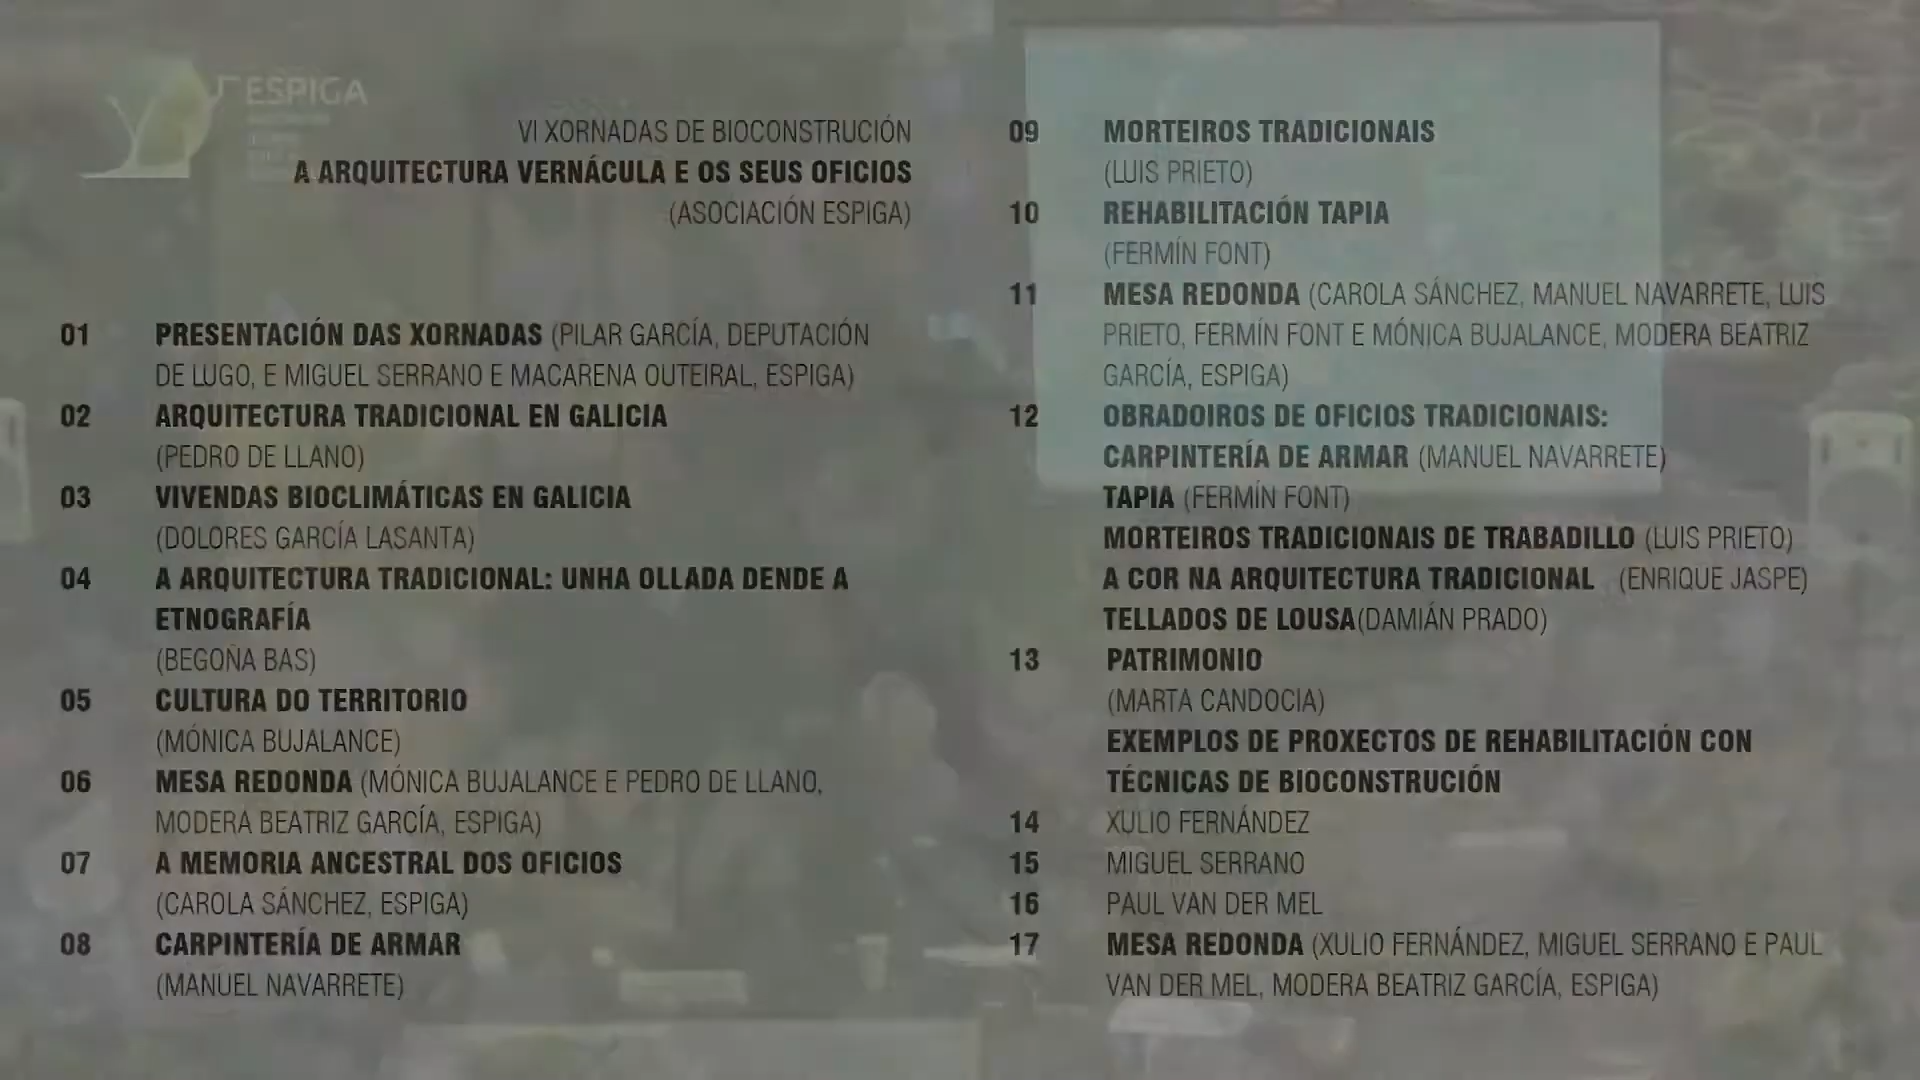 ESPIGA
VI XORNADAS DE BIOCONSTRUCIÓN
A ARQUITECTURA VERNÁCULA E OS SEUS OFICIOS
(ASOCIACIÓN ESPIGA)
01 PRESENTACIÓN DAS XORNADAS (PILAR GARCÍA, DEPUTACIÓN
DE LUGO, E MIGUEL SERRANO E MACARENA OUTEIRAL, ESPIGA)
02 ARQUITECTURA TRADICIONAL EN GALICIA
(PEDRO DE LLANO)
03 VIVENDAS BIOCLIMÁTICAS EN GALICIA
(DOLORES GARCÍA LASANTA)
04 A ARQUITECTURA TRADICIONAL: UNHA OLLADA DENDE A
ETNOGRAFÍA
(BEGOÑA BAS)
05 CULTURA DO TERRITORIO
(MÓNICA BUJALANCE)
06 MESA REDONDA (MÓNICA BUJALANCE E PEDRO DE LLANO,
MODERA BEATRIZ GARCÍA, ESPIGA)
07 A MEMORIA ANCESTRAL DOS OFICIOS
(CAROLA SÁNCHEZ, ESPIGA)
08 CARPINTERÍA DE ARMAR
(MANUEL NAVARRETE)
09 MORTEIROS TRADICIONAIS
(LUIS PRIETO)
10 REHABILITACIÓN TAPIA
(FERMÍN FONT)
11 MESA REDONDA (CAROLA SÁNCHEZ, MANUEL NAVARRETE, LUIS
PRIETO, FERMÍN FONT E MÓNICA BUJALANCE, MODERA BEATRIZ
GARCÍA, ESPIGA)
12 OBRADOIROS DE OFICIOS TRADICIONAIS:
CARPINTERÍA DE ARMAR (MANUEL NAVARRETE)
TAPIA (FERMÍN FONT)
MORTEIROS TRADICIONAIS DE TRABADILLO (LUIS PRIETO)
A COR NA ARQUITECTURA TRADICIONAL (ENRIQUE JASPE)
TELLADOS DE LOUSA(DAMIÁN PRADO)
13 PATRIMONIO
(MARTA CANDOCIA)
EXEMPLOS DE PROXECTOS DE REHABILITACIÓN CON
TÉCNICAS DE BIOCONSTRUCIÓN
14 XULIO FERNÁNDEZ
15 MIGUEL SERRANO
16 PAUL VAN DER MEL
17 MESA REDONDA (XULIO FERNÁNDEZ, MIGUEL SERRANO E PAUL
VAN DER MEL, MODERA BEATRIZ GARCÍA, ESPIGA)